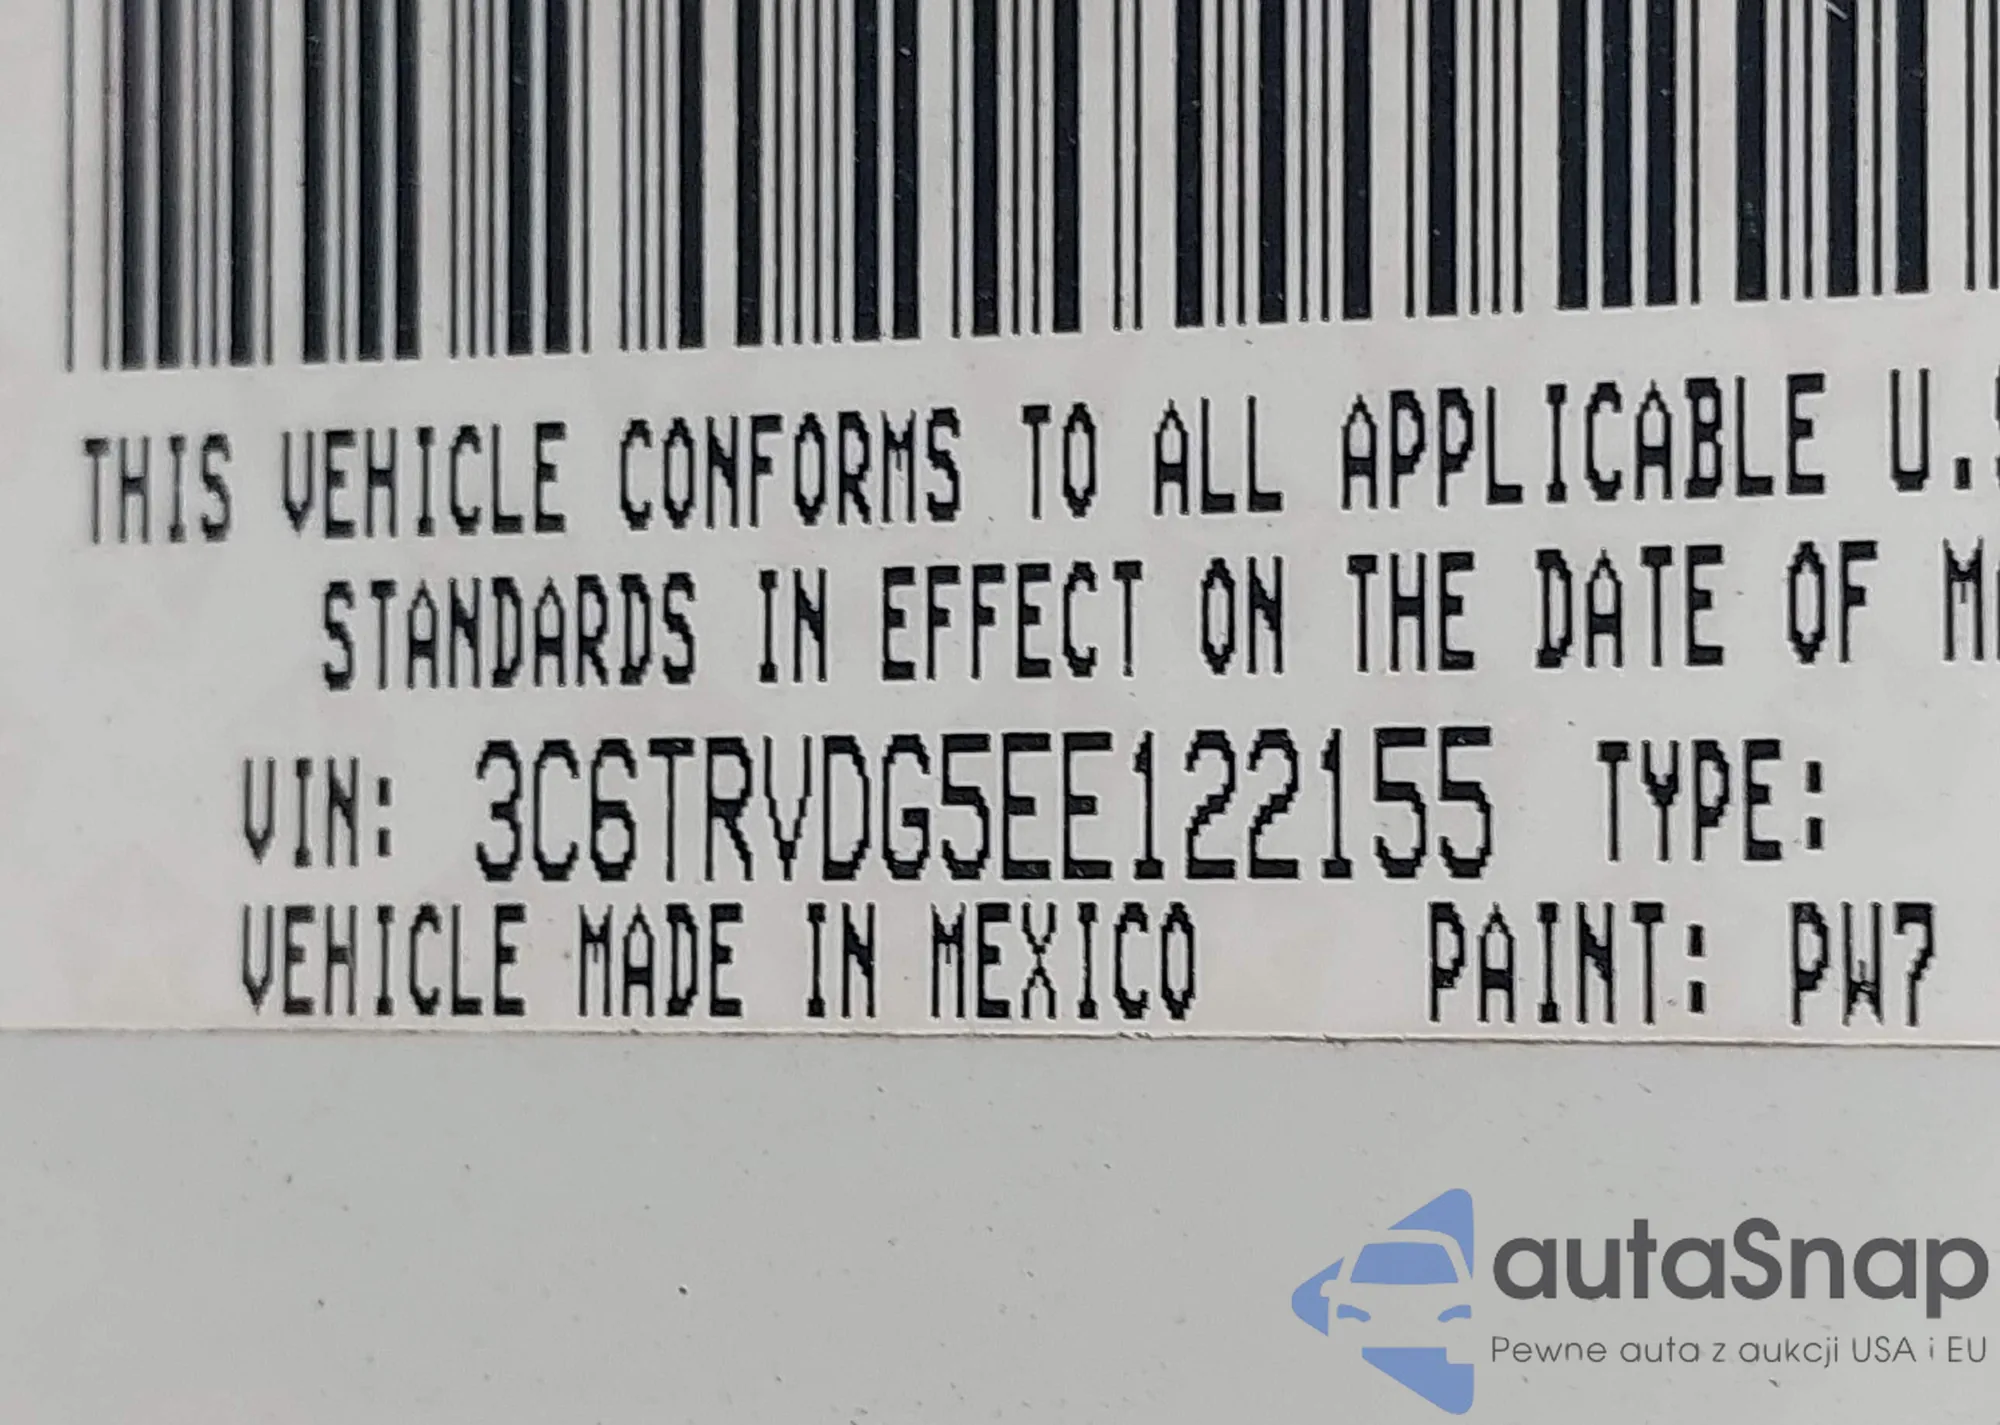 THIS VEHICLE CONFORMS TO ALL APPLICABLE U.S
STANDARDS IN EFFECT ON THE DATE OF
VIN: 3C6TRVDG5EE122155 TYPE:
VEHICLE MADE IN MEXICO PAINT: PW7
autaSnap
Pewne auta z aukcji USA i EU